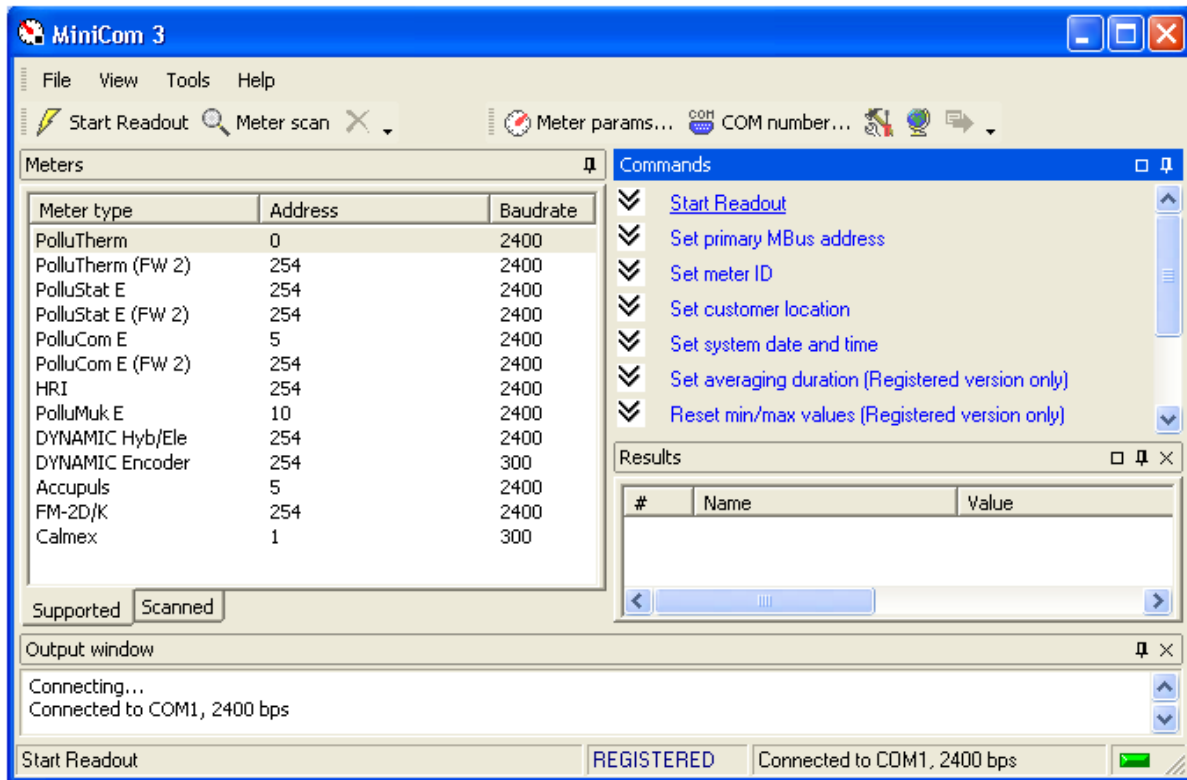 MiniCom 3
File View Tools Help
Start Readout Meter scan Meter params... COM COM number...
Meters
Meter type Address Baudrate
PolluTherm 0 2400
PolluTherm (FW 2) 254 2400
PolluStat E 254 2400
PolluStat E (FW 2) 254 2400
PolluCom E 5 2400
PolluCom E (FW 2) 254 2400
HRI 254 2400
PolluMuk E 10 2400
DYNAMIC Hyb/Ele 254 2400
DYNAMIC Encoder 254 300
Accupuls 5 2400
FM-2D/K 254 2400
Calmex 1 300
Supported Scanned
Commands
Start Readout
Set primary MBus address
Set meter ID
Set customer location
Set system date and time
Set averaging duration (Registered version only)
Reset min/max values (Registered version only)
Results
# Name Value
Output window
Connecting...
Connected to COM1, 2400 bps
Start Readout REGISTERED Connected to COM1, 2400 bps